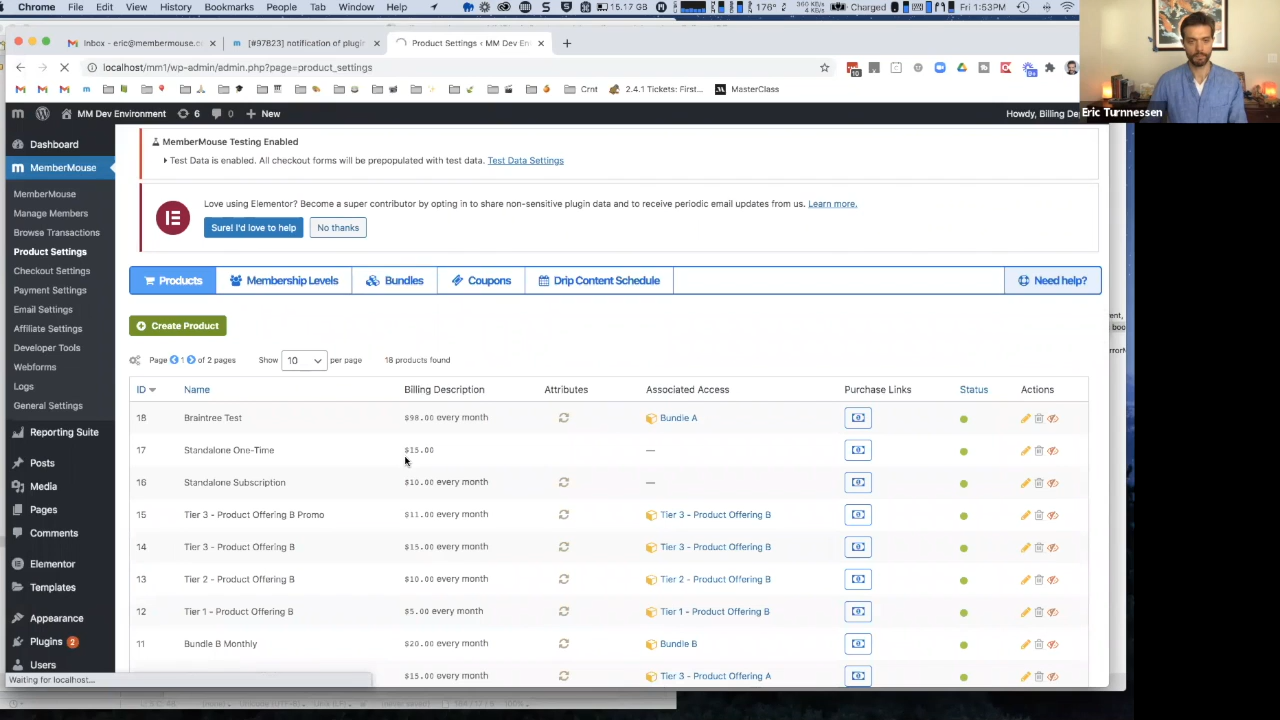 Chrome File Edit View History Bookmarks People Tab Window Help 15.17 GB 176° Charged Fri 1:53PM
Inbox - eric@membermouse.c
[#97823] notification of plugin
Product Settings ‹ MM Dev En
localhost/mm1/wp-admin/admin.php?page=product_settings
Crnt 2.4.1 Tickets: First... MasterClass
MM Dev Environment 6 0 New
Howdy, Billing De
Eric Turnnessen
Dashboard
MemberMouse
MemberMouse
Manage Members
Browse Transactions
Product Settings
Checkout Settings
Payment Settings
Email Settings
Affiliate Settings
Developer Tools
Webforms
Logs
General Settings
Reporting Suite
Posts
Media
Pages
Comments
Elementor
Templates
Appearance
Plugins 2
Users
MemberMouse Testing Enabled
Test Data is enabled. All checkout forms will be prepopulated with test data. Test Data Settings
Love using Elementor? Become a super contributor by opting in to share non-sensitive plugin data and to receive periodic email updates from us. Learn more.
Sure! I'd love to help No thanks
Products Membership Levels Bundles Coupons Drip Content Schedule Need help?
Create Product
Page 1 of 2 pages Show 10 per page 18 products found
ID Name Billing Description Attributes Associated Access Purchase Links Status Actions
18 Braintree Test $98.00 every month Bundle A
17 Standalone One-Time $15.00 —
16 Standalone Subscription $10.00 every month —
15 Tier 3 - Product Offering B Promo $11.00 every month Tier 3 - Product Offering B
14 Tier 3 - Product Offering B $15.00 every month Tier 3 - Product Offering B
13 Tier 2 - Product Offering B $10.00 every month Tier 2 - Product Offering B
12 Tier 1 - Product Offering B $5.00 every month Tier 1 - Product Offering B
11 Bundle B Monthly $20.00 every month Bundle B
$15.00 every month Tier 3 - Product Offering A
Waiting for localhost...